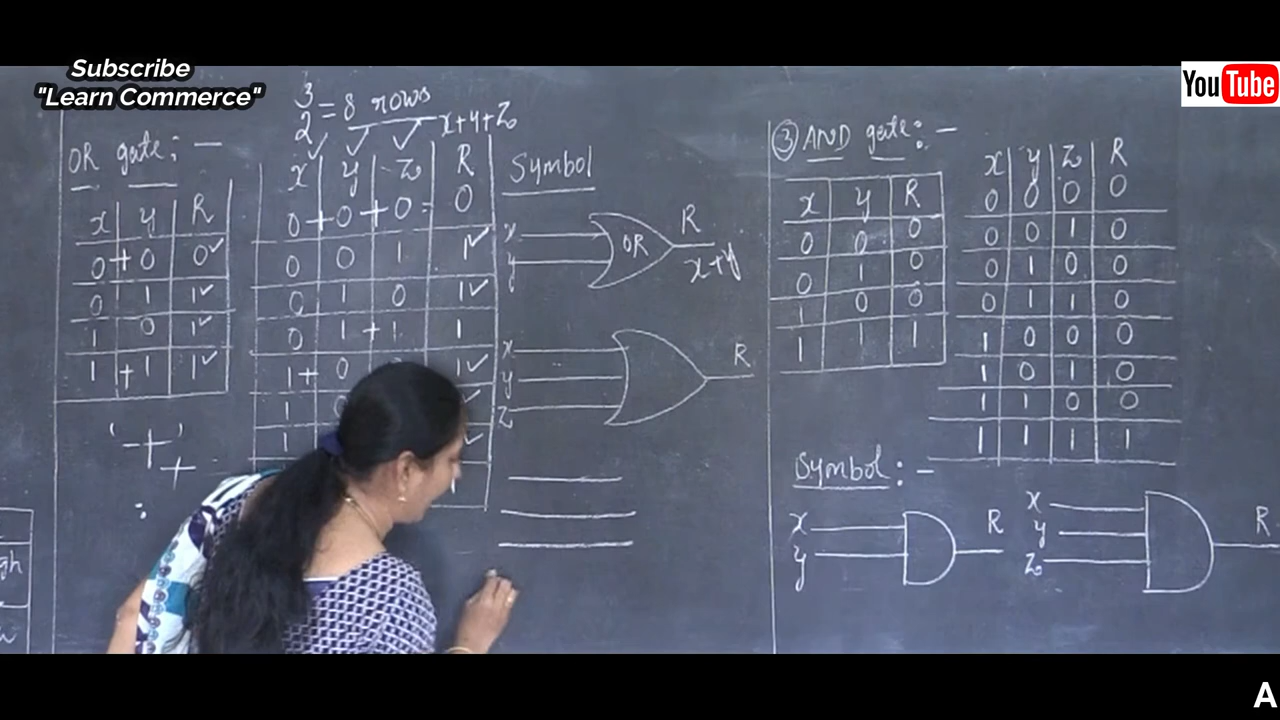 Subscribe
"Learn Commerce"
YouTube
2³ = 8 rows
x+y+z
OR gate : -
x y R
0 + 0 0✓
0 1 1✓
1 0 1✓
1 + 1 1✓
'+'
+
x y z R
0 + 0 + 0 = 0
0 0 1 1✓
0 1 0 1✓
0 1 + 1 1
1 + 0 1✓
1 0
1
Symbol
x
y
OR
R
x+y
x
y
z
R
③ AND gate : -
x y R
0 0 0
0 1 0
1 0 0
1 1 1
x y z R
0 0 0 0
0 0 1 0
0 1 0 0
0 1 1 0
1 0 0 0
1 0 1 0
1 1 0 0
1 1 1 1
Symbol : -
x
y
R
x
y
z
R
gh
A